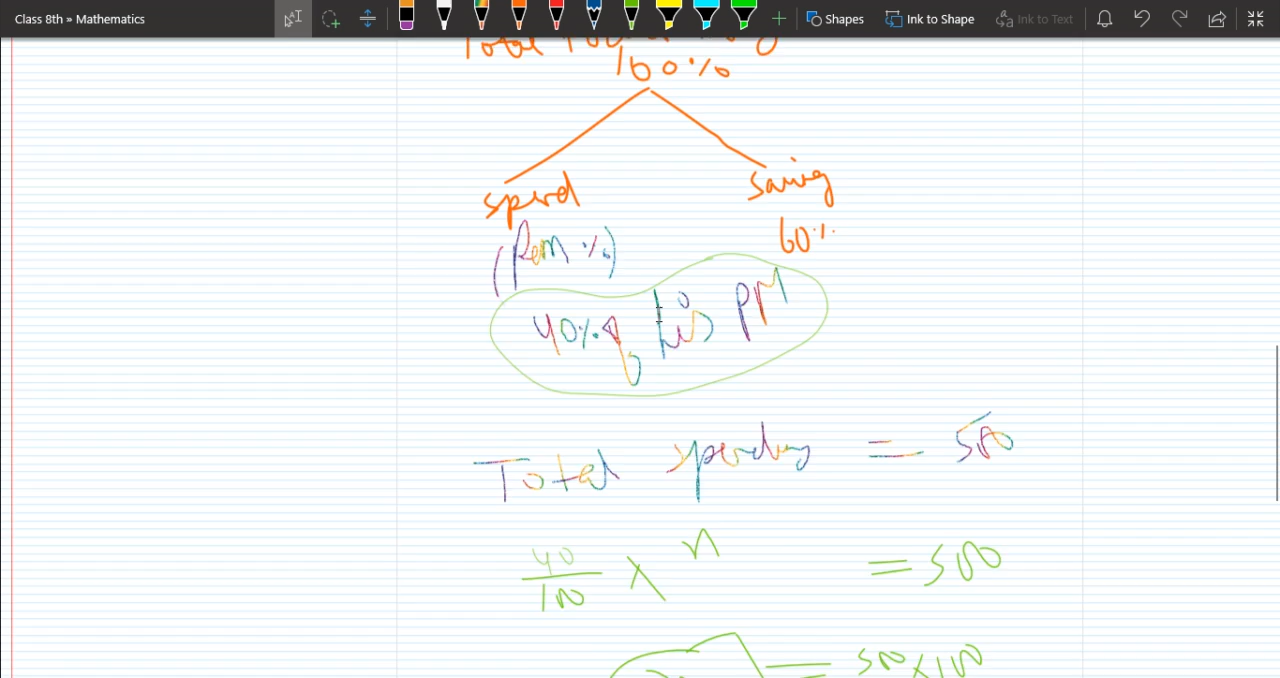 Class 8th » Mathematics
Shapes
Ink to Shape
Ink to Text
Total
100%
spend
saving
(Rem %)
60%
40% of his PM
Total spending = 500
40/100 × n = 500
= 500 × 100